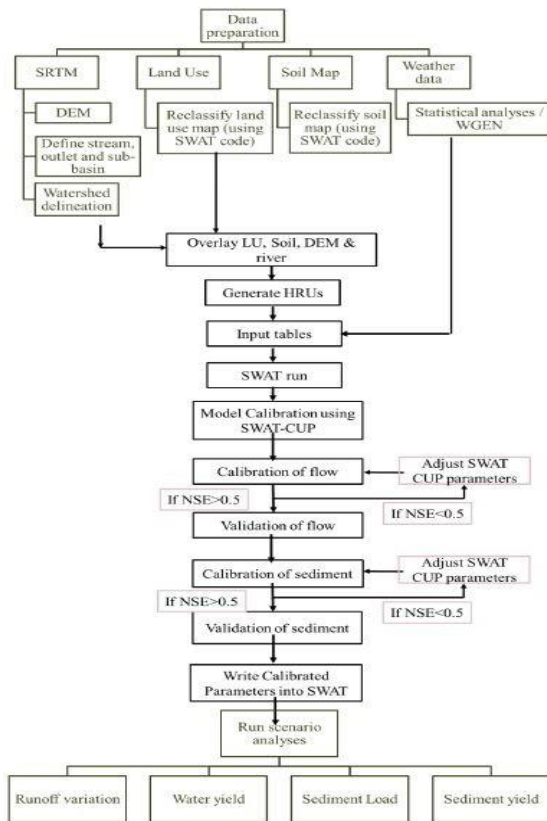 Data
preparation
SRTM
Land Use
Soil Map
Weather
data
DEM
Reclassify land
use map (using
SWAT code)
Reclassify soil
map (using
SWAT code)
Statistical analyses /
WGEN
Define stream,
outlet and sub-
basin
Watershed
delineation
Overlay LU, Soil, DEM &
river
Generate HRUs
Input tables
SWAT run
Model Calibration using
SWAT-CUP
Calibration of flow
Adjust SWAT
CUP parameters
If NSE>0.5
If NSE<0.5
Validation of flow
Calibration of sediment
Adjust SWAT
CUP parameters
If NSE>0.5
If NSE<0.5
Validation of sediment
Write Calibrated
Parameters into SWAT
Run scenario
analyses
Runoff variation
Water yield
Sediment Load
Sediment yield